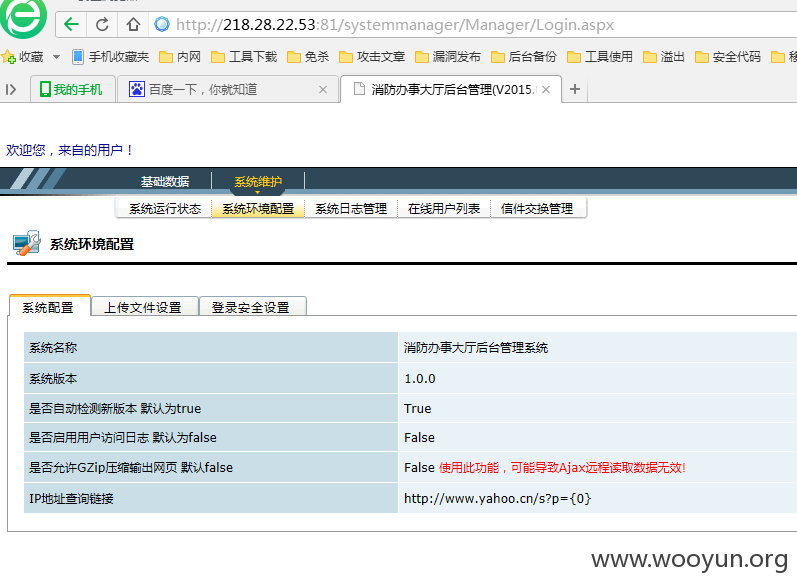 http://218.28.22.53:81/systemmanager/Manager/Login.aspx
收藏 手机收藏夹 内网 工具下载 免杀 攻击文章 漏洞发布 后台备份 工具使用 溢出 安全代码
我的手机 百度一下，你就知道 × 消防办事大厅后台管理(V2015. × +
欢迎您，来自的用户！
基础数据 系统维护
系统运行状态 系统环境配置 系统日志管理 在线用户列表 信件交换管理
系统环境配置
系统配置 上传文件设置 登录安全设置
系统名称 消防办事大厅后台管理系统
系统版本 1.0.0
是否自动检测新版本 默认为true True
是否启用用户访问日志 默认为false False
是否允许GZip压缩输出网页 默认false False 使用此功能，可能导致Ajax远程读取数据无效!
IP地址查询链接 http://www.yahoo.cn/s?p={0}
www.wooyun.org